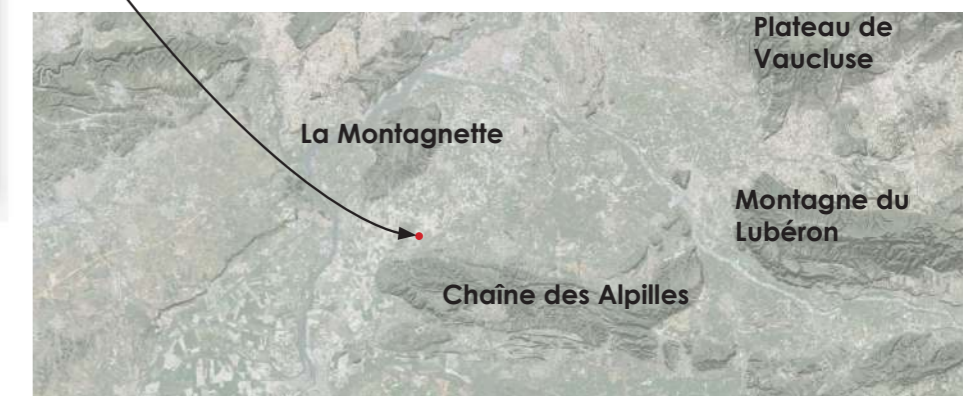 Plateau de
Vaucluse
La Montagnette
Montagne du
Lubéron
Chaîne des Alpilles